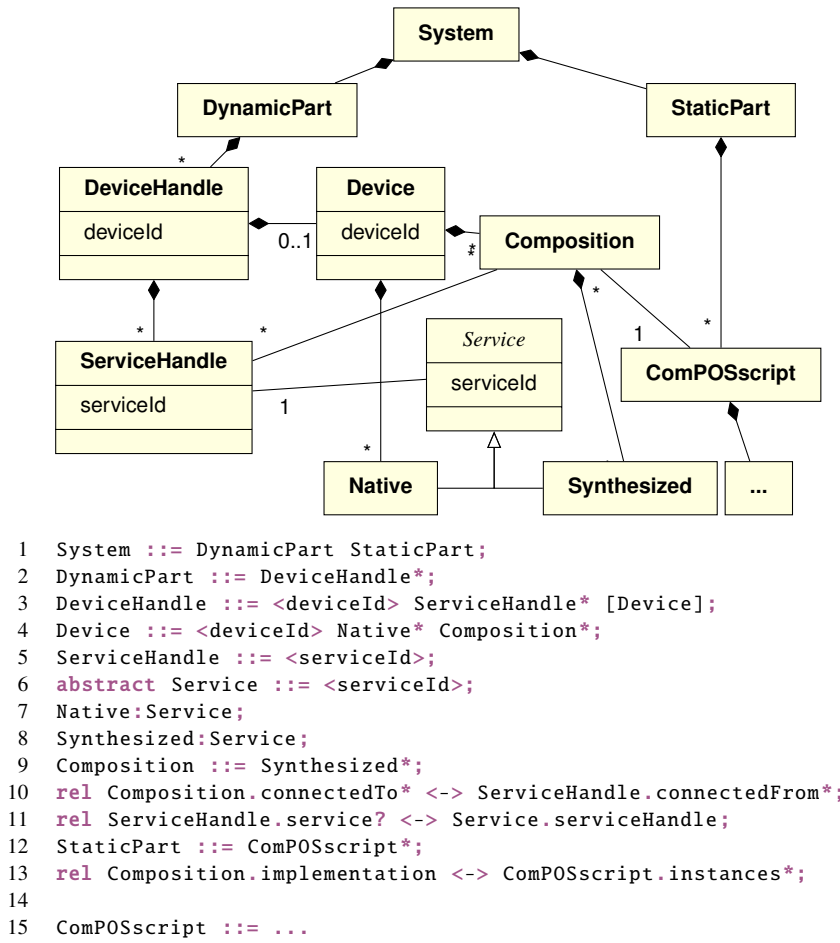 System
DynamicPart
StaticPart
*
DeviceHandle
deviceId
Device
deviceId
0..1
*
*
Composition
*
*
*
1
*
ServiceHandle
serviceId
Service
serviceId
1
ComPOSscript
*
Native
Synthesized
...
1 System ::= DynamicPart StaticPart;
2 DynamicPart ::= DeviceHandle*;
3 DeviceHandle ::= <deviceId> ServiceHandle* [Device];
4 Device ::= <deviceId> Native* Composition*;
5 ServiceHandle ::= <serviceId>;
6 abstract Service ::= <serviceId>;
7 Native:Service;
8 Synthesized:Service;
9 Composition ::= Synthesized*;
10 rel Composition.connectedTo* <-> ServiceHandle.connectedFrom*;
11 rel ServiceHandle.service? <-> Service.serviceHandle;
12 StaticPart ::= ComPOSscript*;
13 rel Composition.implementation <-> ComPOSscript.instances*;
14
15 ComPOSscript ::= ...